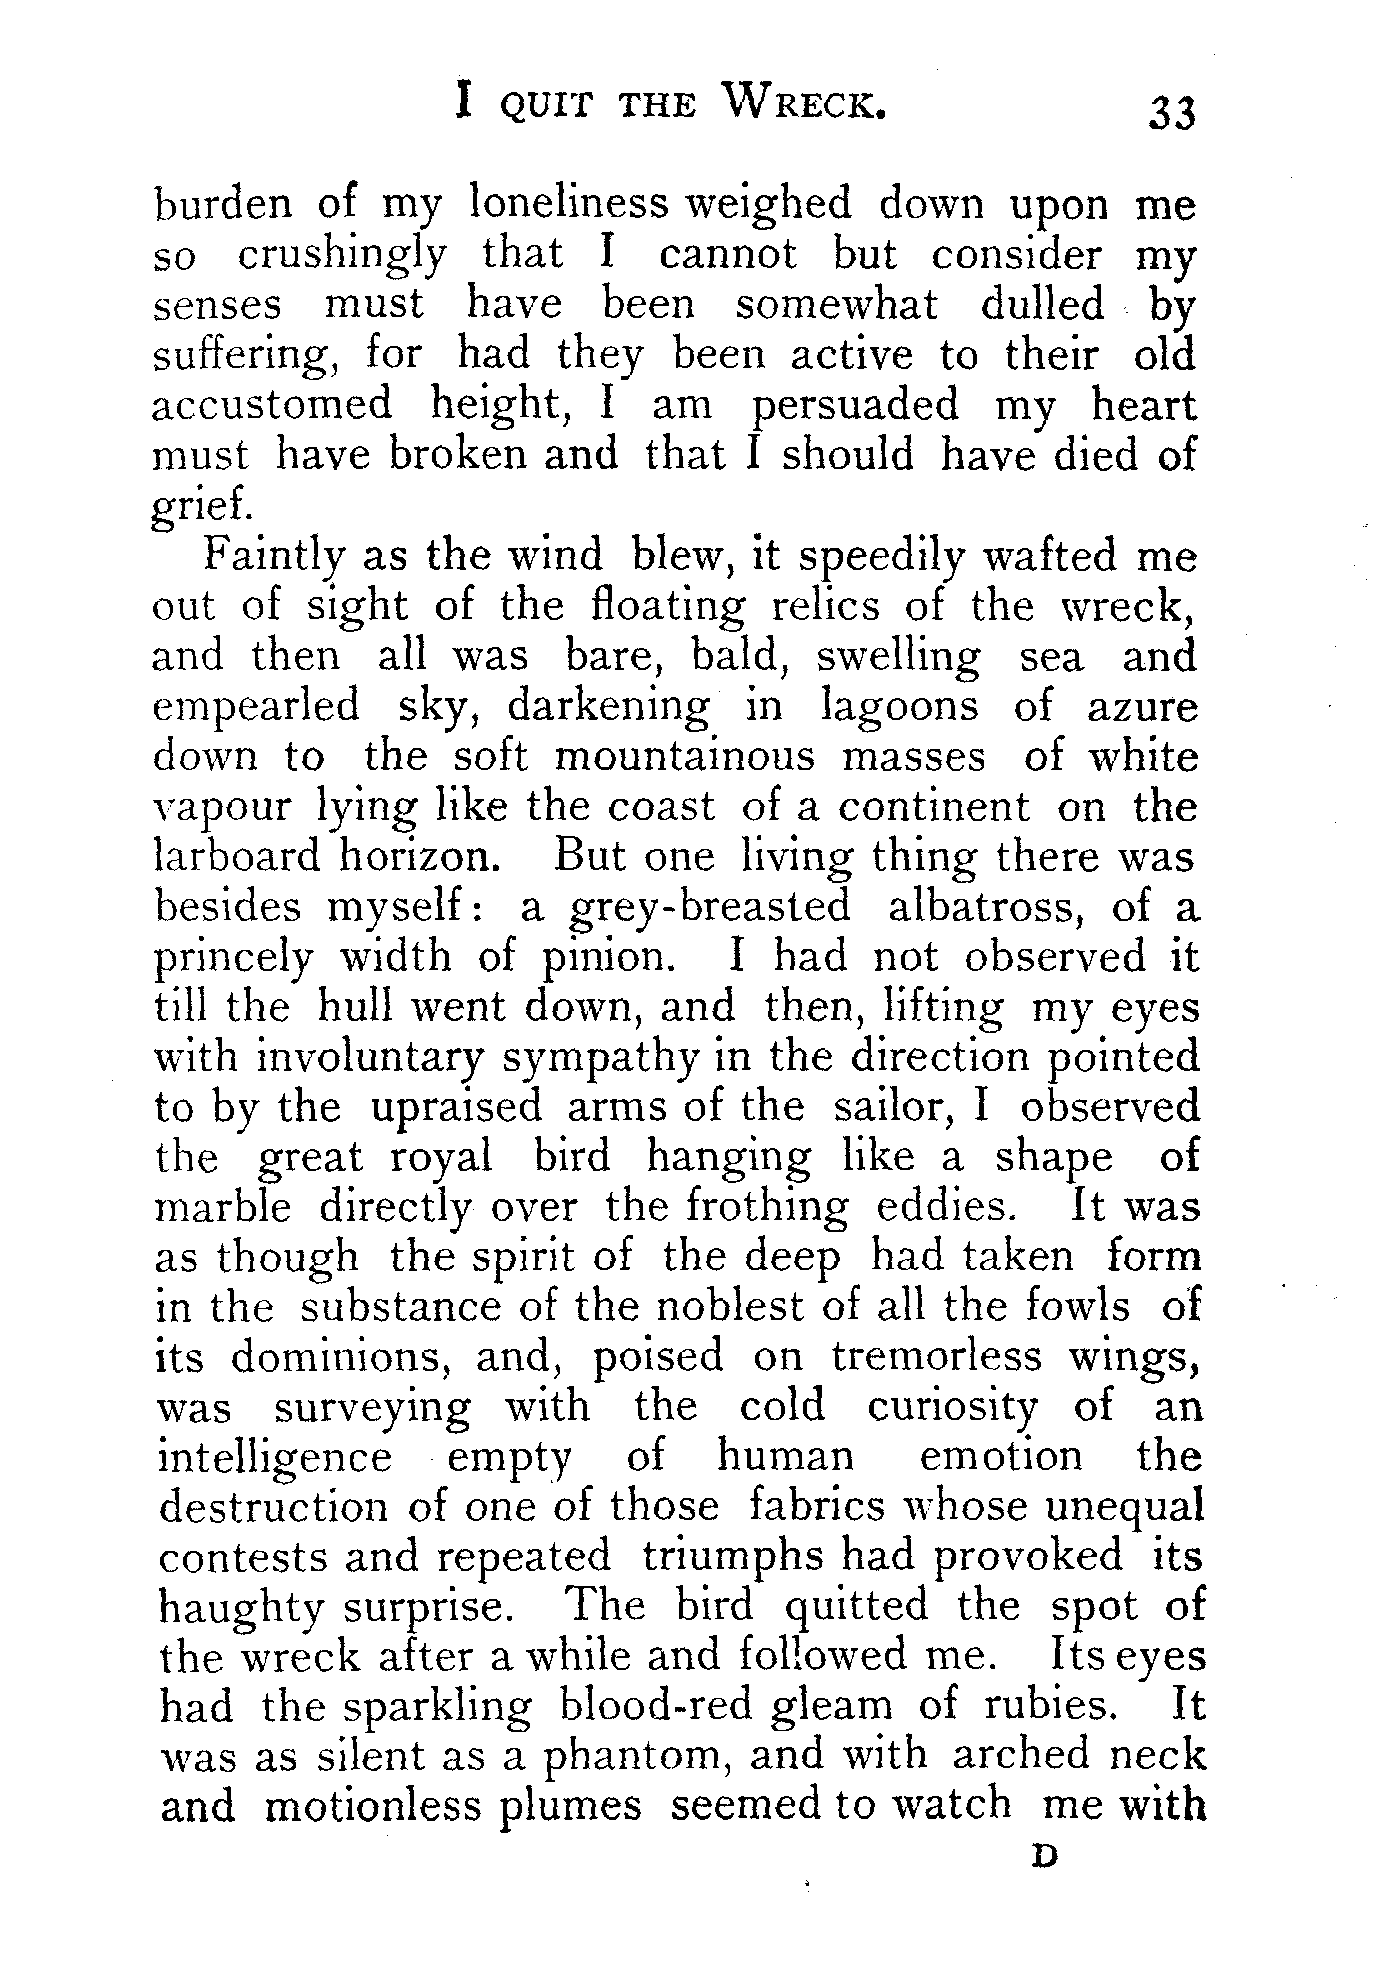 I QUIT THE WRECK. 33
burden of my loneliness weighed down upon me
so crushingly that I cannot but consider my
senses must have been somewhat dulled by
suffering, for had they been active to their old
accustomed height, I am persuaded my heart
must have broken and that I should have died of
grief.
Faintly as the wind blew, it speedily wafted me
out of sight of the floating relics of the wreck,
and then all was bare, bald, swelling sea and
empearled sky, darkening in lagoons of azure
down to the soft mountainous masses of white
vapour lying like the coast of a continent on the
larboard horizon. But one living thing there was
besides myself: a grey-breasted albatross, of a
princely width of pinion. I had not observed it
till the hull went down, and then, lifting my eyes
with involuntary sympathy in the direction pointed
to by the upraised arms of the sailor, I observed
the great royal bird hanging like a shape of
marble directly over the frothing eddies. It was
as though the spirit of the deep had taken form
in the substance of the noblest of all the fowls of
its dominions, and, poised on tremorless wings,
was surveying with the cold curiosity of an
intelligence empty of human emotion the
destruction of one of those fabrics whose unequal
contests and repeated triumphs had provoked its
haughty surprise. The bird quitted the spot of
the wreck after a while and followed me. Its eyes
had the sparkling blood-red gleam of rubies. It
was as silent as a phantom, and with arched neck
and motionless plumes seemed to watch me with
D